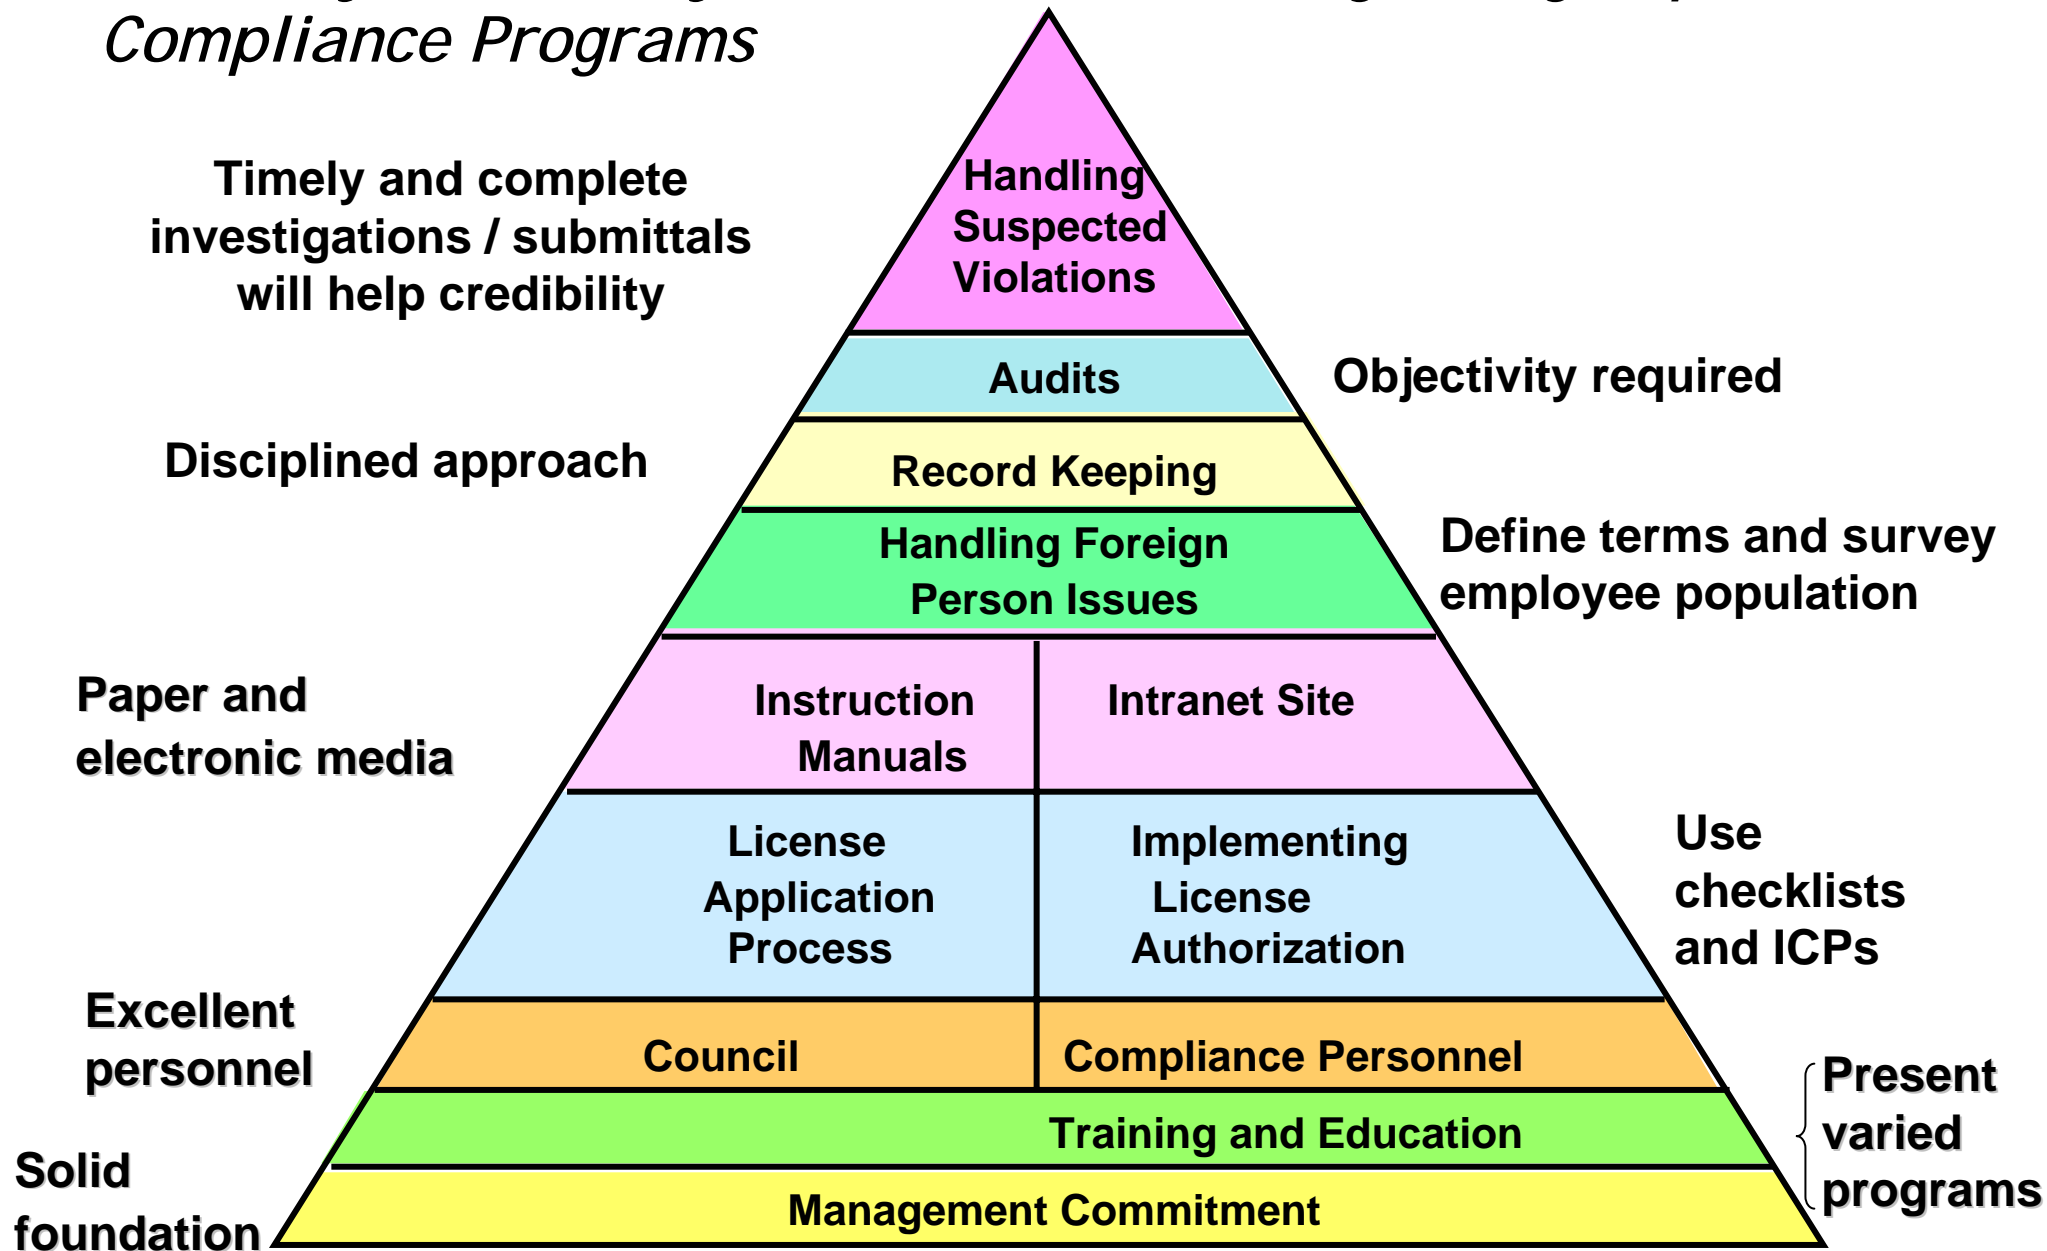 Compliance Programs
Timely and complete
investigations / submittals
will help credibility
Handling
Suspected
Violations
Audits
Objectivity required
Disciplined approach
Record Keeping
Handling Foreign
Person Issues
Define terms and survey
employee population
Paper and
electronic media
Instruction
Manuals
Intranet Site
License
Application
Process
Implementing
License
Authorization
Use
checklists
and ICPs
Excellent
personnel
Council
Compliance Personnel
Training and Education
Present
varied
programs
Solid
foundation
Management Commitment